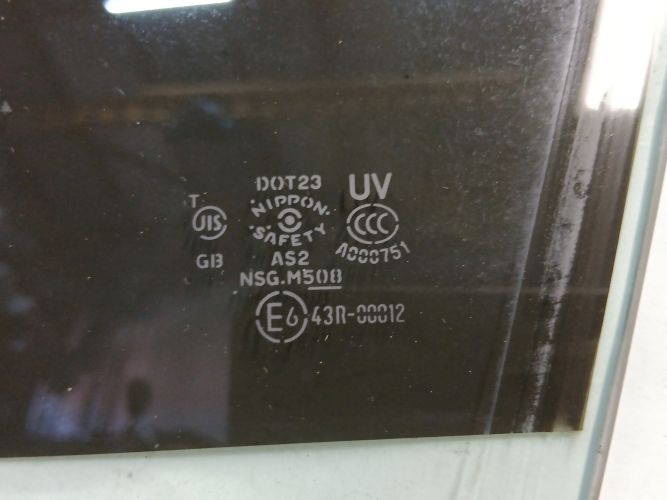 DOT23
UV
T
NIPPON
SAFETY
JIS
CCC
A000751
GB
AS2
NSG.M508
E6 43R-00012